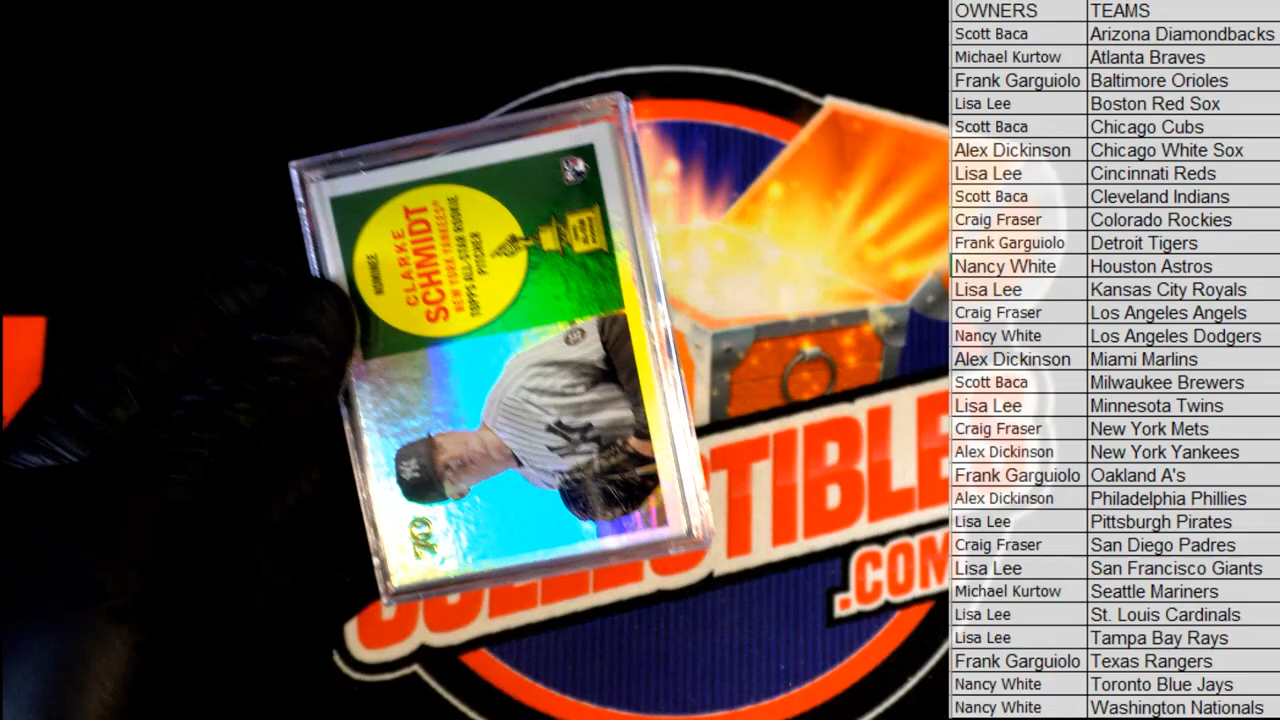 NOMINEE
CLARKE
SCHMIDT
NEW YORK YANKEES®
TOPPS ALL-STAR ROOKIE
PITCHER
70
NY
.COM
OWNERS TEAMS
Scott Baca Arizona Diamondbacks
Michael Kurtow Atlanta Braves
Frank Garguiolo Baltimore Orioles
Lisa Lee Boston Red Sox
Scott Baca Chicago Cubs
Alex Dickinson Chicago White Sox
Lisa Lee Cincinnati Reds
Scott Baca Cleveland Indians
Craig Fraser Colorado Rockies
Frank Garguiolo Detroit Tigers
Nancy White Houston Astros
Lisa Lee Kansas City Royals
Craig Fraser Los Angeles Angels
Nancy White Los Angeles Dodgers
Alex Dickinson Miami Marlins
Scott Baca Milwaukee Brewers
Lisa Lee Minnesota Twins
Craig Fraser New York Mets
Alex Dickinson New York Yankees
Frank Garguiolo Oakland A's
Alex Dickinson Philadelphia Phillies
Lisa Lee Pittsburgh Pirates
Craig Fraser San Diego Padres
Lisa Lee San Francisco Giants
Michael Kurtow Seattle Mariners
Lisa Lee St. Louis Cardinals
Lisa Lee Tampa Bay Rays
Frank Garguiolo Texas Rangers
Nancy White Toronto Blue Jays
Nancy White Washington Nationals